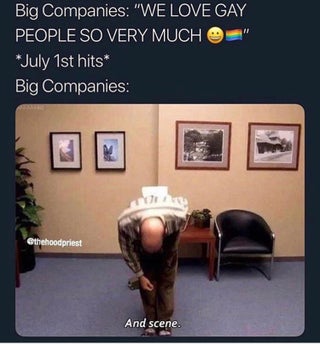 Big Companies: "WE LOVE GAY
PEOPLE SO VERY MUCH 😀🏳️‍🌈"
*July 1st hits*
Big Companies:
@thehoodpriest
And scene.